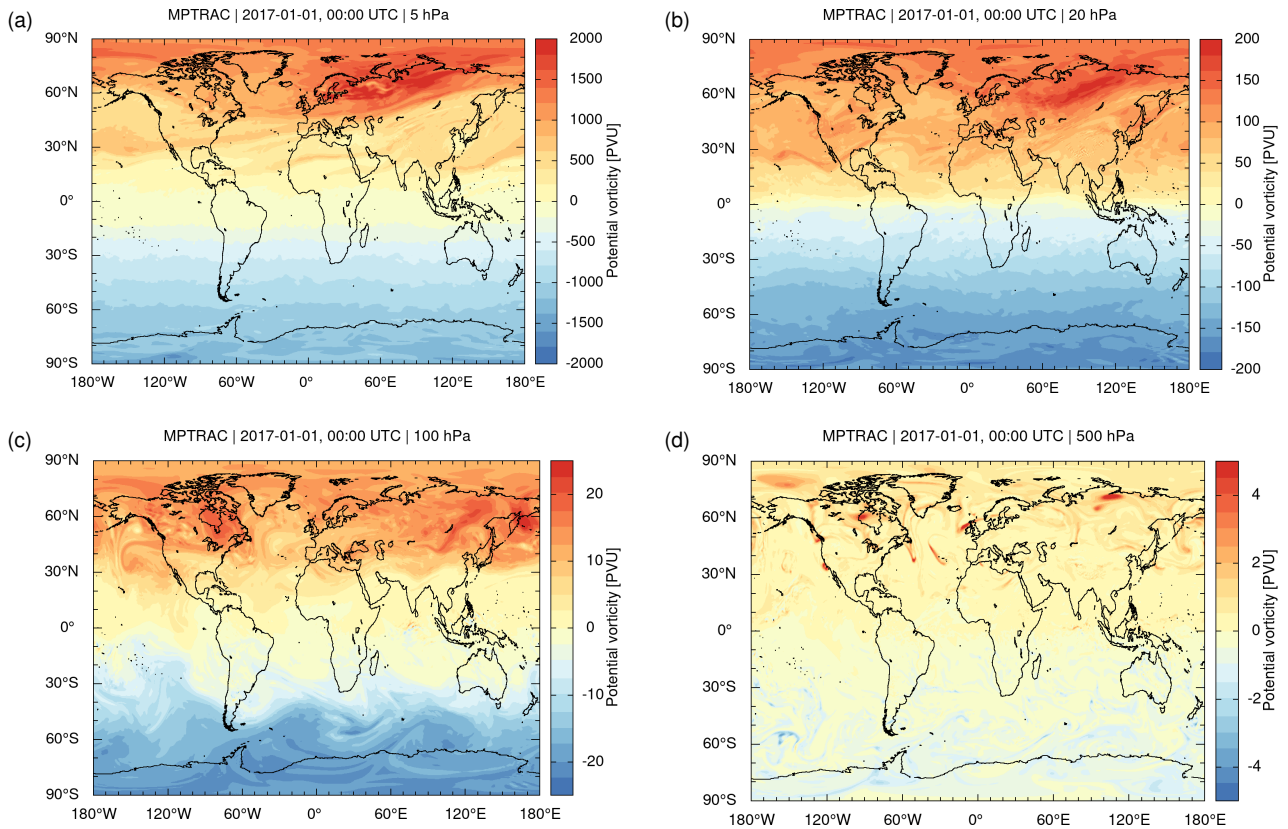 (a)
MPTRAC | 2017-01-01, 00:00 UTC | 5 hPa
90°N
60°N
30°N
0°
30°S
60°S
90°S
180°W 120°W 60°W 0° 60°E 120°E 180°E
2000
1500
1000
500
0
-500
-1000
-1500
-2000
Potential vorticity [PVU]
(b)
MPTRAC | 2017-01-01, 00:00 UTC | 20 hPa
90°N
60°N
30°N
0°
30°S
60°S
90°S
180°W 120°W 60°W 0° 60°E 120°E 180°E
200
150
100
50
0
-50
-100
-150
-200
Potential vorticity [PVU]
(c)
MPTRAC | 2017-01-01, 00:00 UTC | 100 hPa
90°N
60°N
30°N
0°
30°S
60°S
90°S
180°W 120°W 60°W 0° 60°E 120°E 180°E
20
10
0
-10
-20
Potential vorticity [PVU]
(d)
MPTRAC | 2017-01-01, 00:00 UTC | 500 hPa
90°N
60°N
30°N
0°
30°S
60°S
90°S
180°W 120°W 60°W 0° 60°E 120°E 180°E
4
2
0
-2
-4
Potential vorticity [PVU]